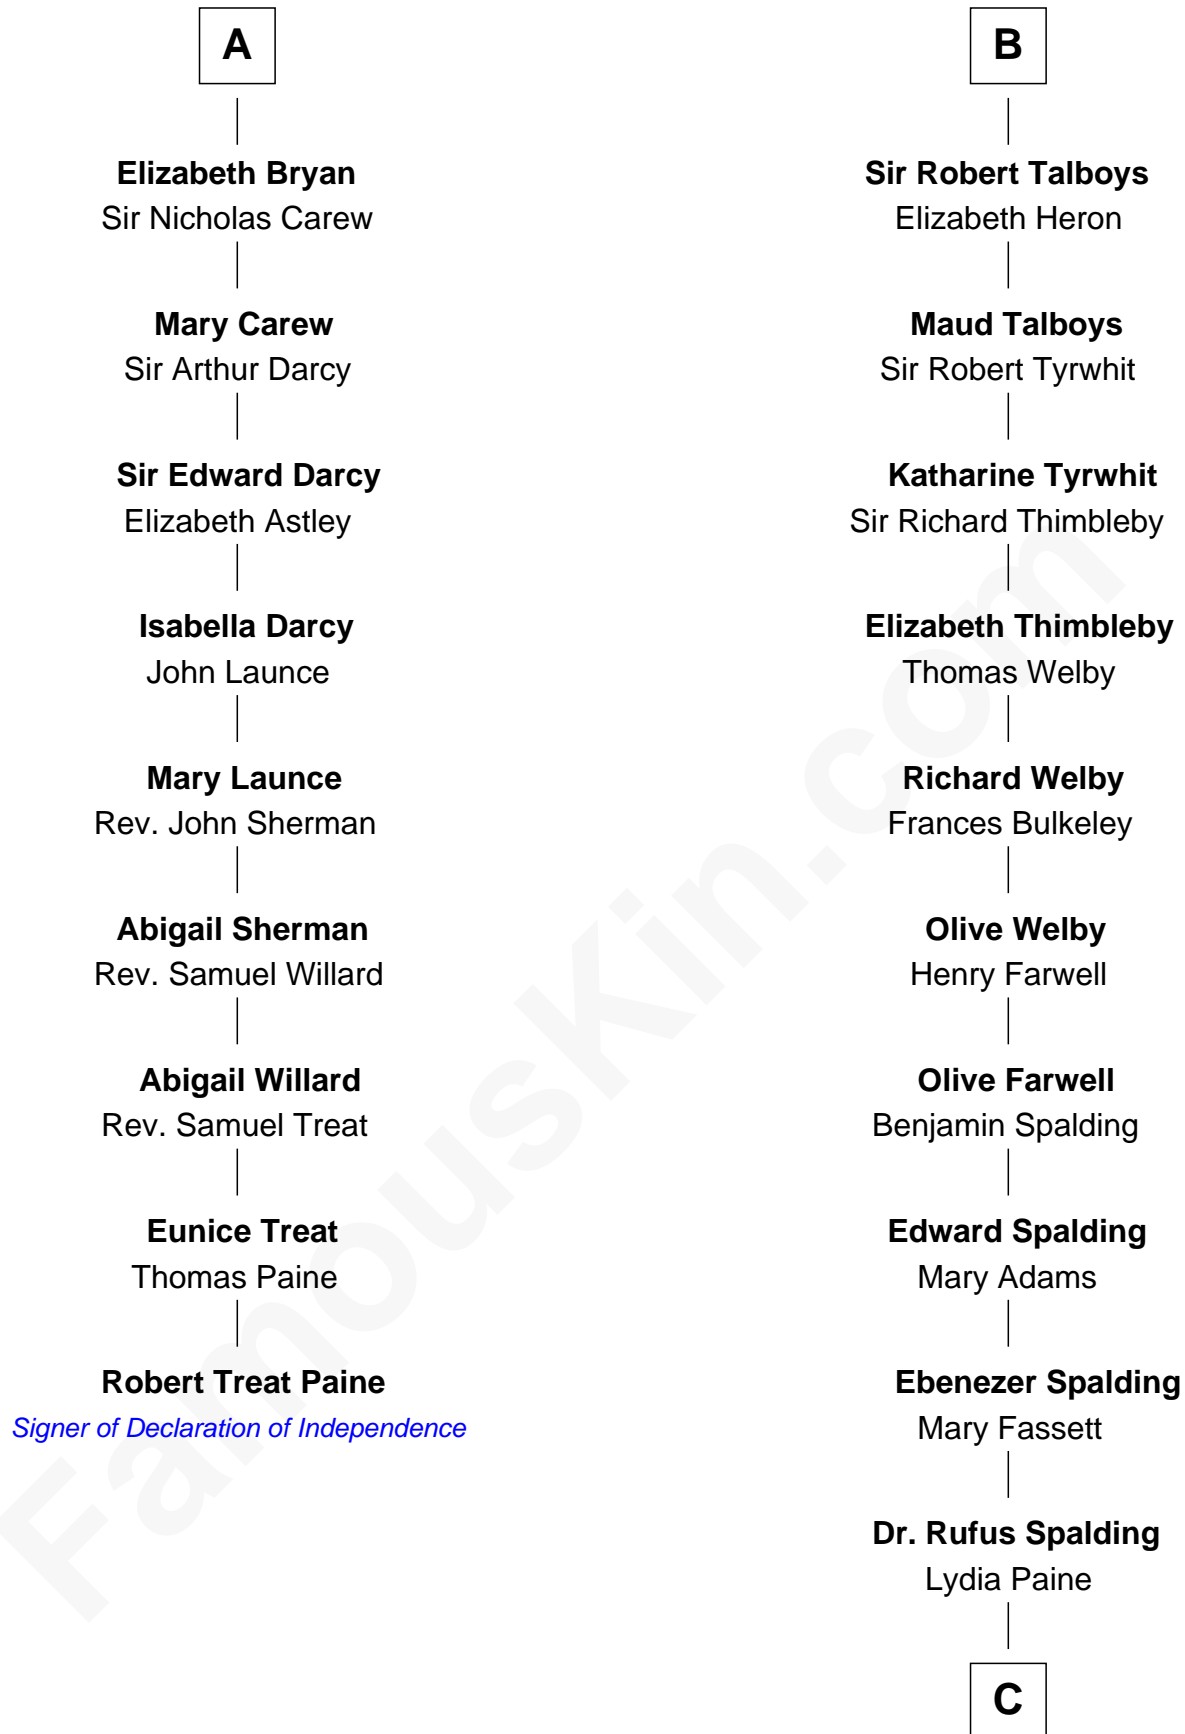 A
Elizabeth Bryan
Sir Nicholas Carew
Mary Carew
Sir Arthur Darcy
Sir Edward Darcy
Elizabeth Astley
Isabella Darcy
John Launce
Mary Launce
Rev. John Sherman
Abigail Sherman
Rev. Samuel Willard
Abigail Willard
Rev. Samuel Treat
Eunice Treat
Thomas Paine
Robert Treat Paine
Signer of Declaration of Independence
B
Sir Robert Talboys
Elizabeth Heron
Maud Talboys
Sir Robert Tyrwhit
Katharine Tyrwhit
Sir Richard Thimbleby
Elizabeth Thimbleby
Thomas Welby
Richard Welby
Frances Bulkeley
Olive Welby
Henry Farwell
Olive Farwell
Benjamin Spalding
Edward Spalding
Mary Adams
Ebenezer Spalding
Mary Fassett
Dr. Rufus Spalding
Lydia Paine
C
FamousKin.com